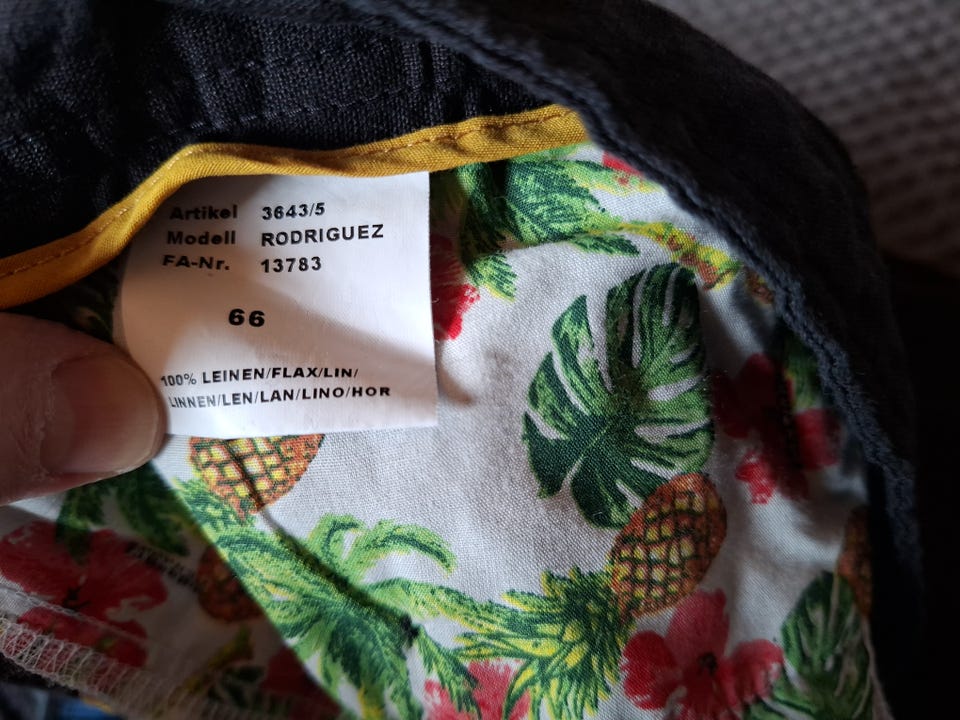 Artikel 3643/5
Modell RODRIGUEZ
FA-Nr. 13783
66
100% LEINEN/FLAX/LIN/
LINNEN/LEN/LAN/LINO/HOR